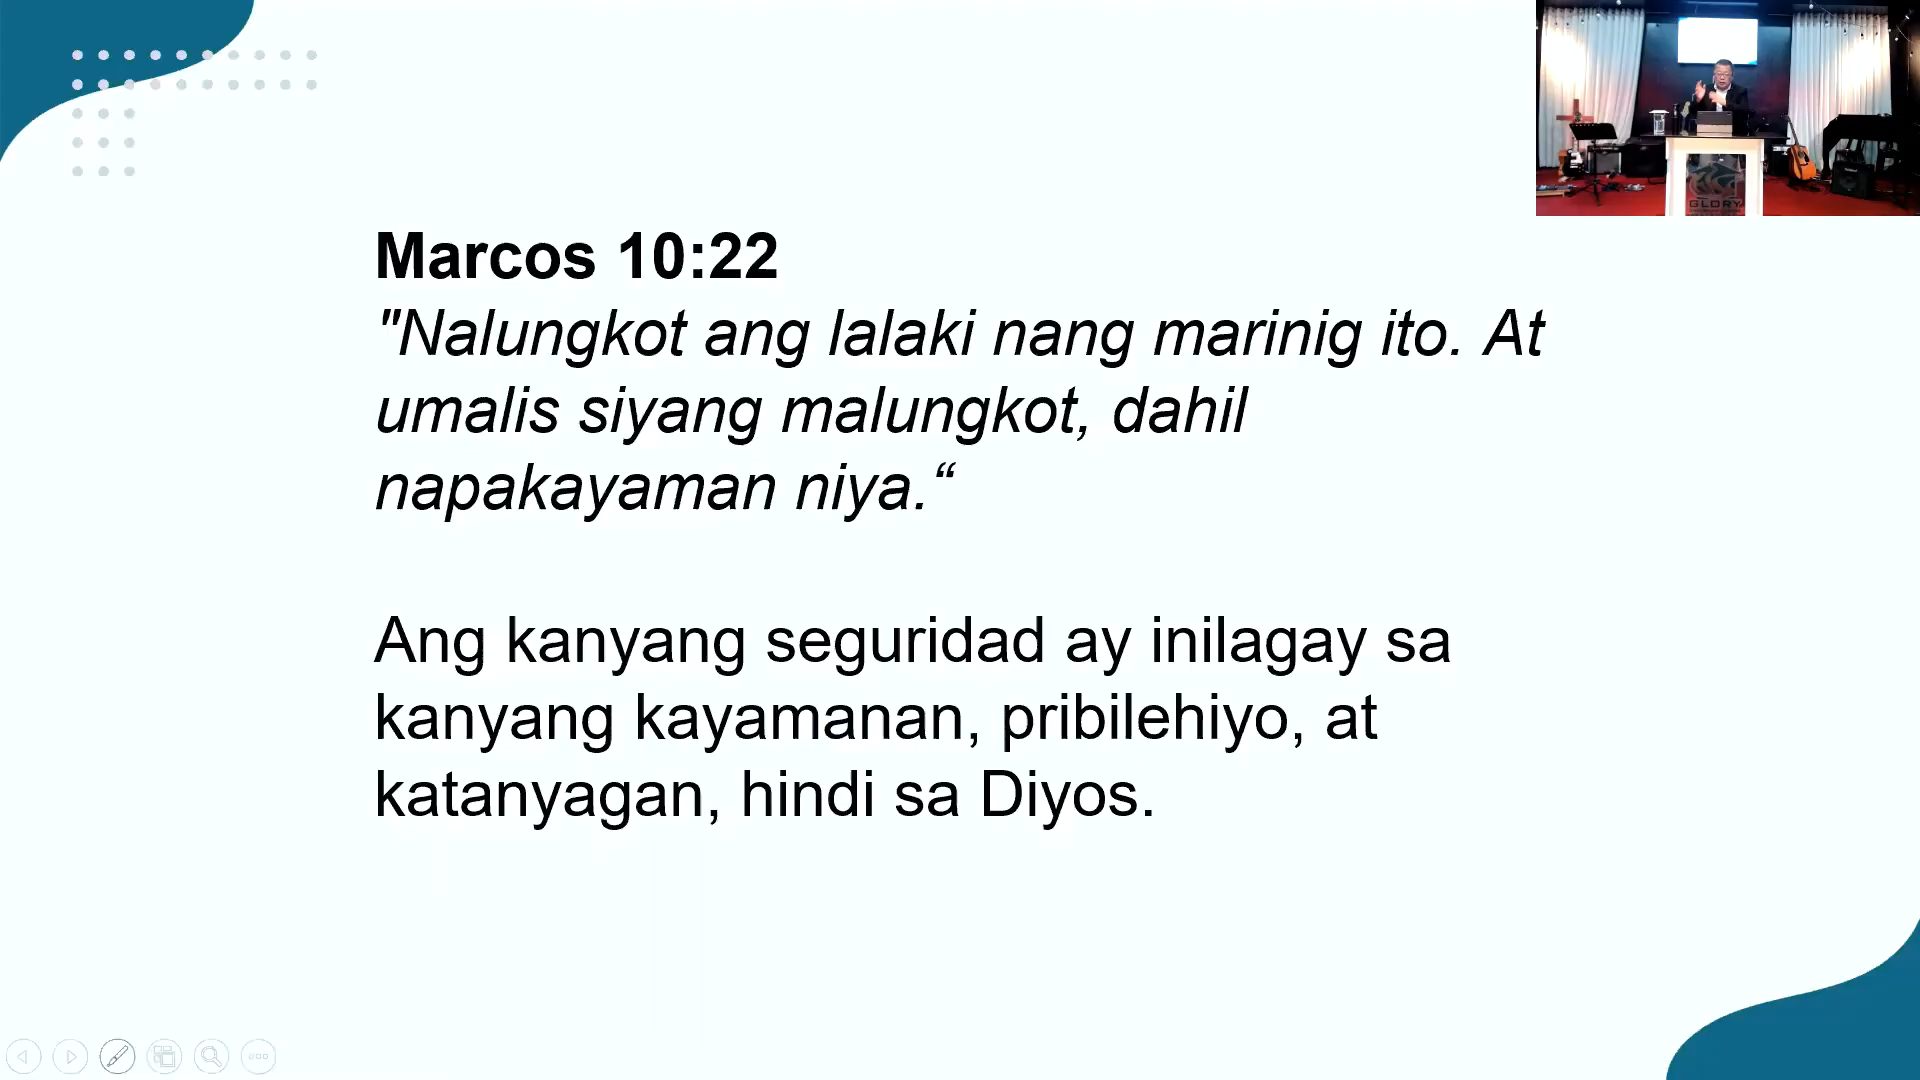 Marcos 10:22
"Nalungkot ang lalaki nang marinig ito. At
umalis siyang malungkot, dahil
napakayaman niya.“
Ang kanyang seguridad ay inilagay sa
kanyang kayamanan, pribilehiyo, at
katanyagan, hindi sa Diyos.
GLORY